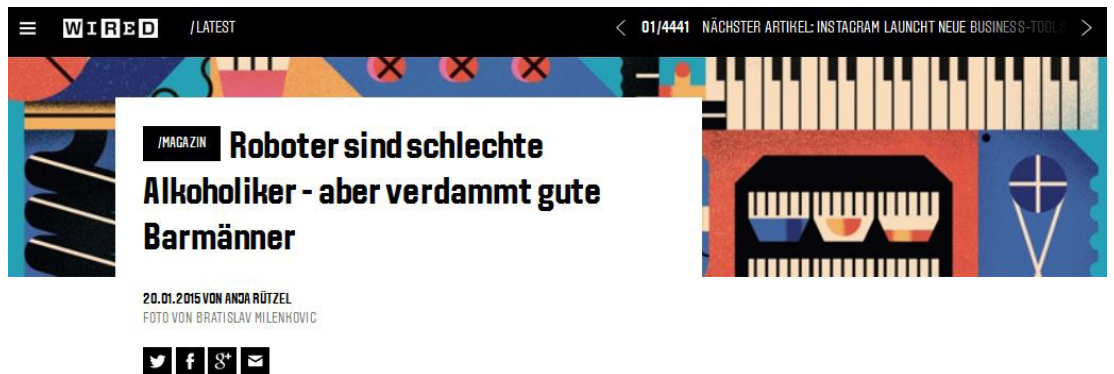 WIRED /LATEST 01/4441 NÄCHSTER ARTIKEL: INSTAGRAM LAUNCHT NEUE BUSINESS-TOOLS
/MAGAZIN Roboter sind schlechte
Alkoholiker - aber verdammt gute
Barmänner
20.01.2015 VON ANJA RÜTZEL
FOTO VON BRATISLAV MILENKOVIC